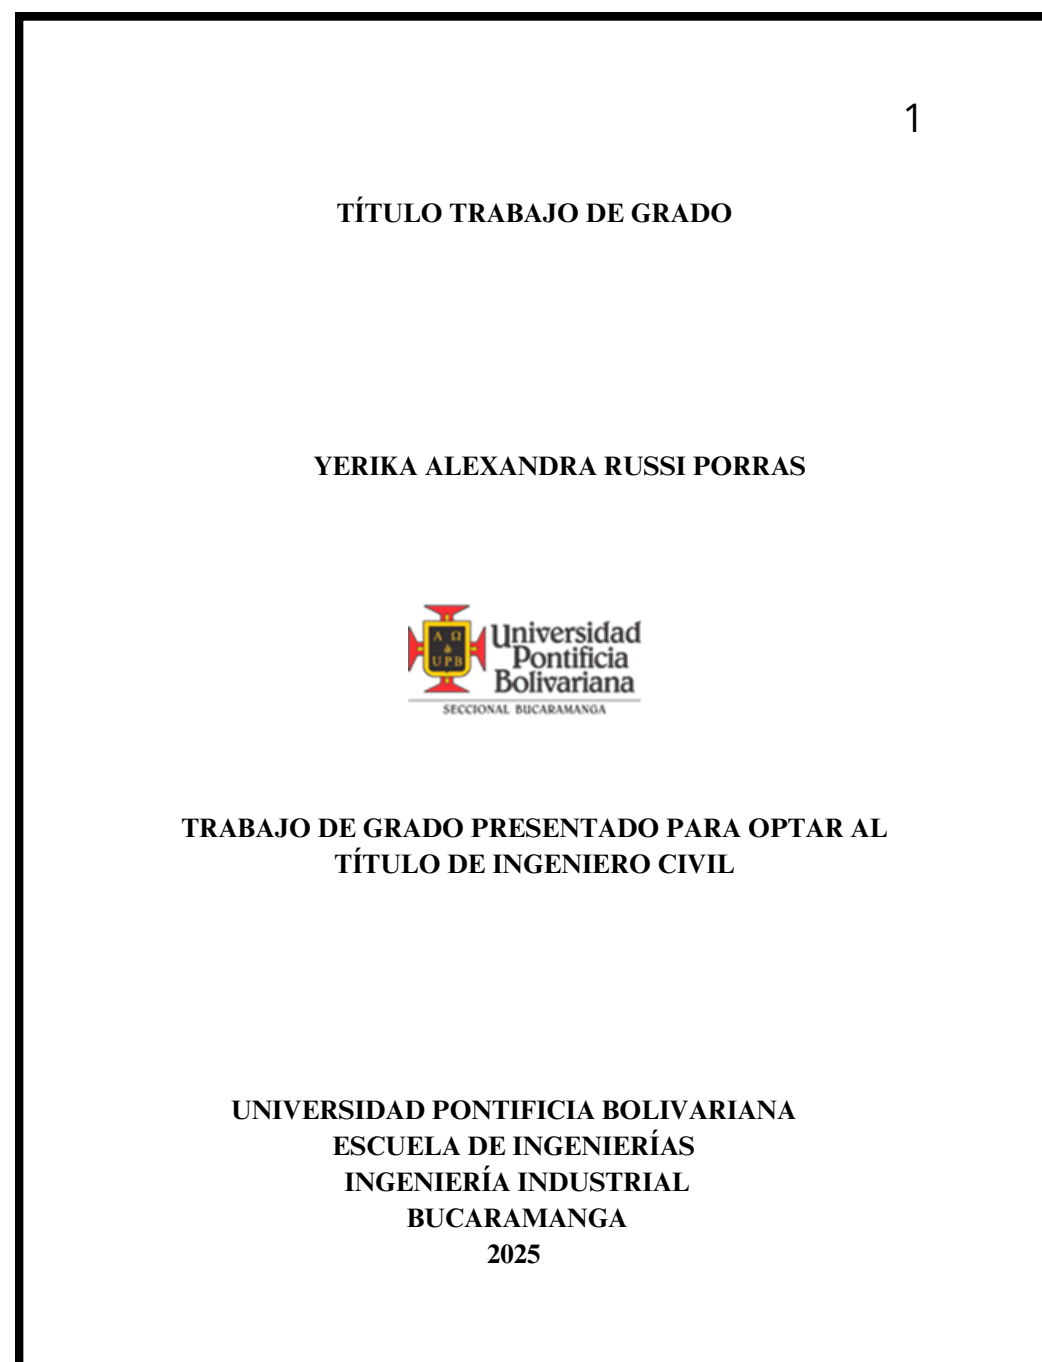 1
TÍTULO TRABAJO DE GRADO
YERIKA ALEXANDRA RUSSI PORRAS
Α Ω
UPB
Universidad
Pontificia
Bolivariana
SECCIONAL BUCARAMANGA
TRABAJO DE GRADO PRESENTADO PARA OPTAR AL
TÍTULO DE INGENIERO CIVIL
UNIVERSIDAD PONTIFICIA BOLIVARIANA
ESCUELA DE INGENIERÍAS
INGENIERÍA INDUSTRIAL
BUCARAMANGA
2025